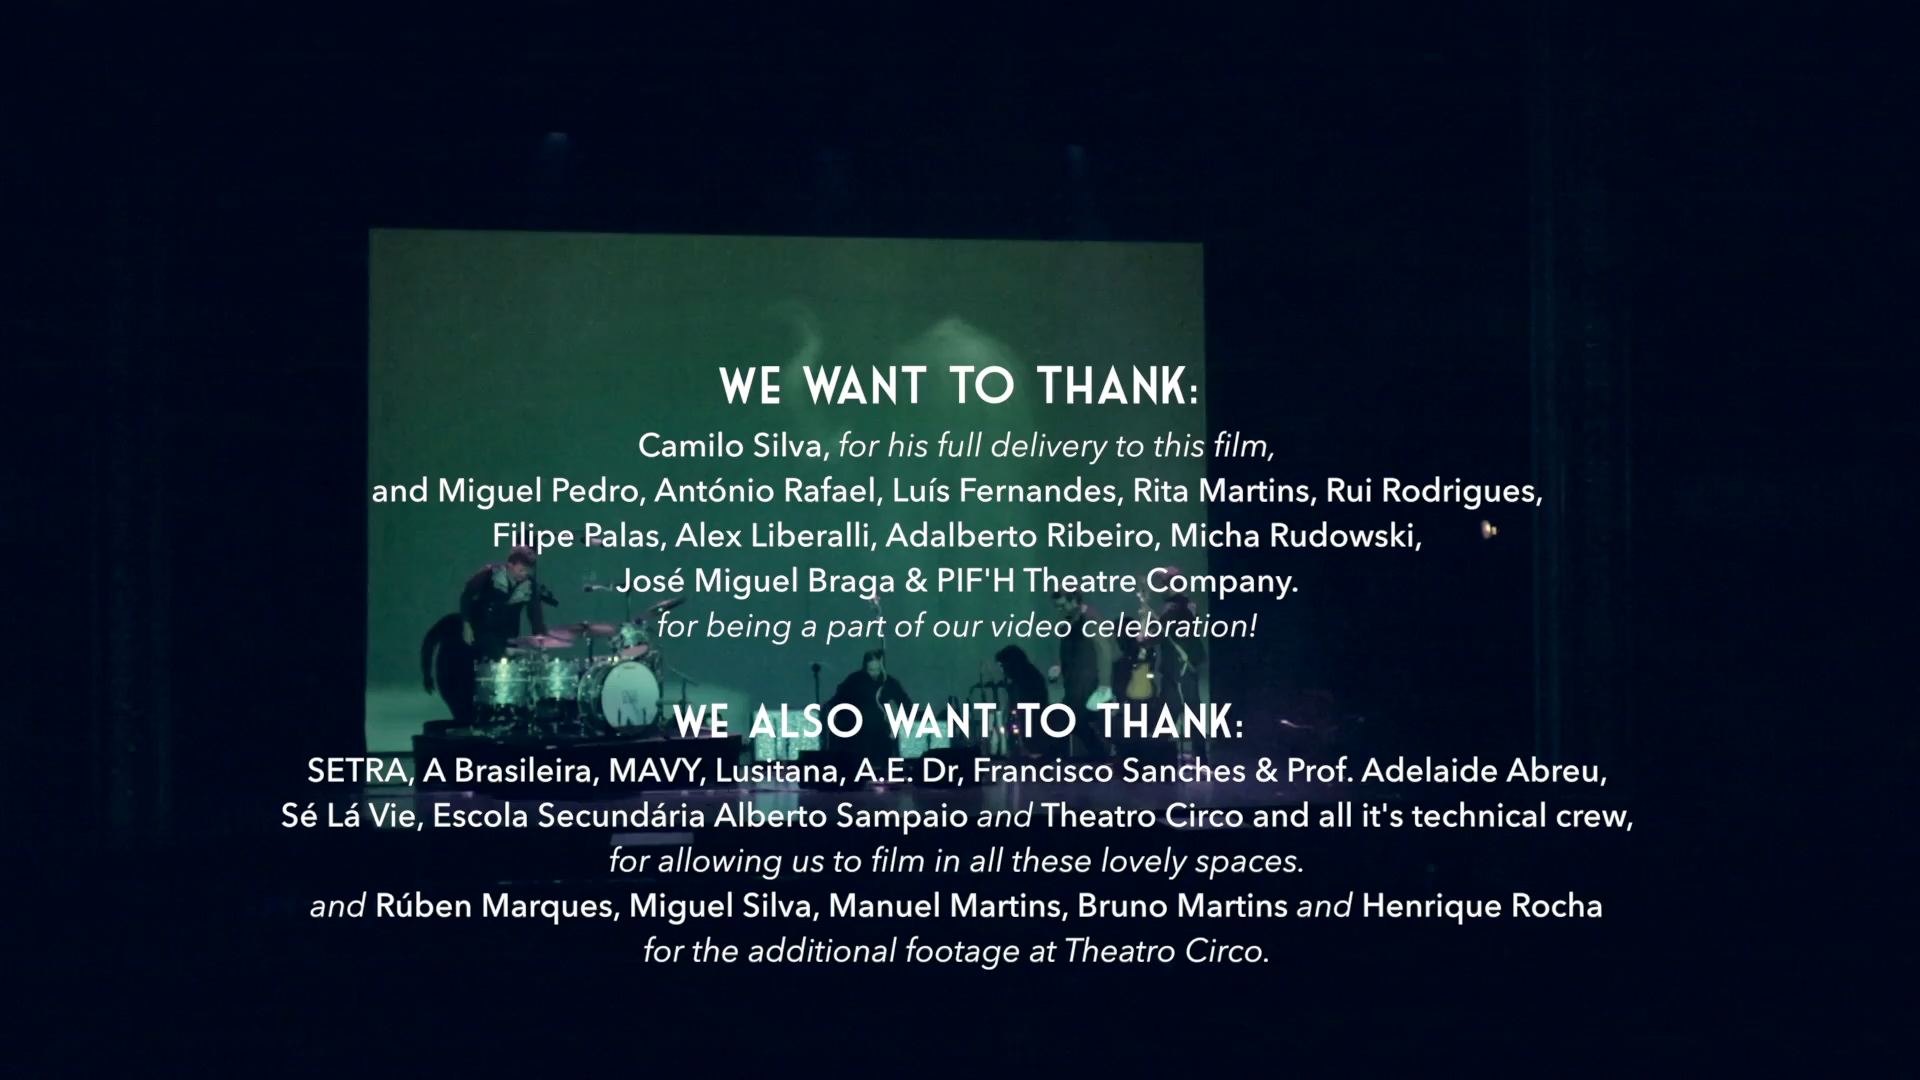 WE WANT TO THANK:
Camilo Silva, for his full delivery to this film,
and Miguel Pedro, António Rafael, Luís Fernandes, Rita Martins, Rui Rodrigues,
Filipe Palas, Alex Liberalli, Adalberto Ribeiro, Micha Rudowski,
José Miguel Braga & PIF'H Theatre Company.
for being a part of our video celebration!
WE ALSO WANT TO THANK:
SETRA, A Brasileira, MAVY, Lusitana, A.E. Dr, Francisco Sanches & Prof. Adelaide Abreu,
Sé Lá Vie, Escola Secundária Alberto Sampaio and Theatro Circo and all it's technical crew,
for allowing us to film in all these lovely spaces.
and Rúben Marques, Miguel Silva, Manuel Martins, Bruno Martins and Henrique Rocha
for the additional footage at Theatro Circo.